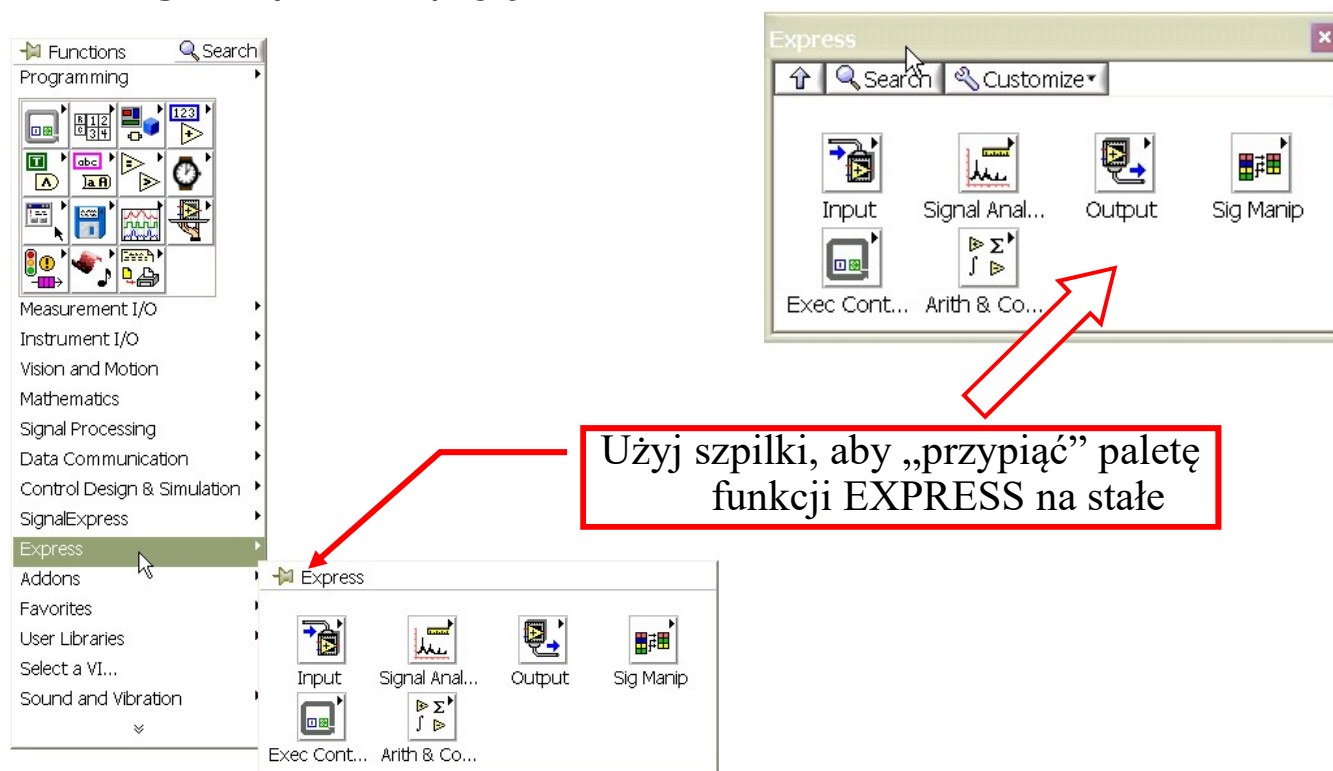 Functions
Search
Programming
Measurement I/O
Instrument I/O
Vision and Motion
Mathematics
Signal Processing
Data Communication
Control Design & Simulation
SignalExpress
Express
Addons
Favorites
User Libraries
Select a VI...
Sound and Vibration
Express
Input
Signal Anal...
Output
Sig Manip
Exec Cont...
Arith & Co...
Express
Search
Customize
Input
Signal Anal...
Output
Sig Manip
Exec Cont...
Arith & Co...
Użyj szpilki, aby „przypiąć” paletę
funkcji EXPRESS na stałe